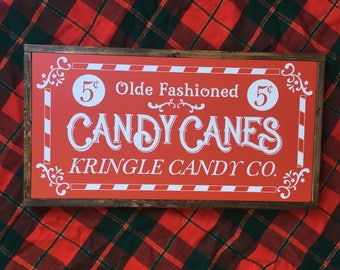 5¢ Olde Fashioned 5¢
CANDY CANES
KRINGLE CANDY CO.